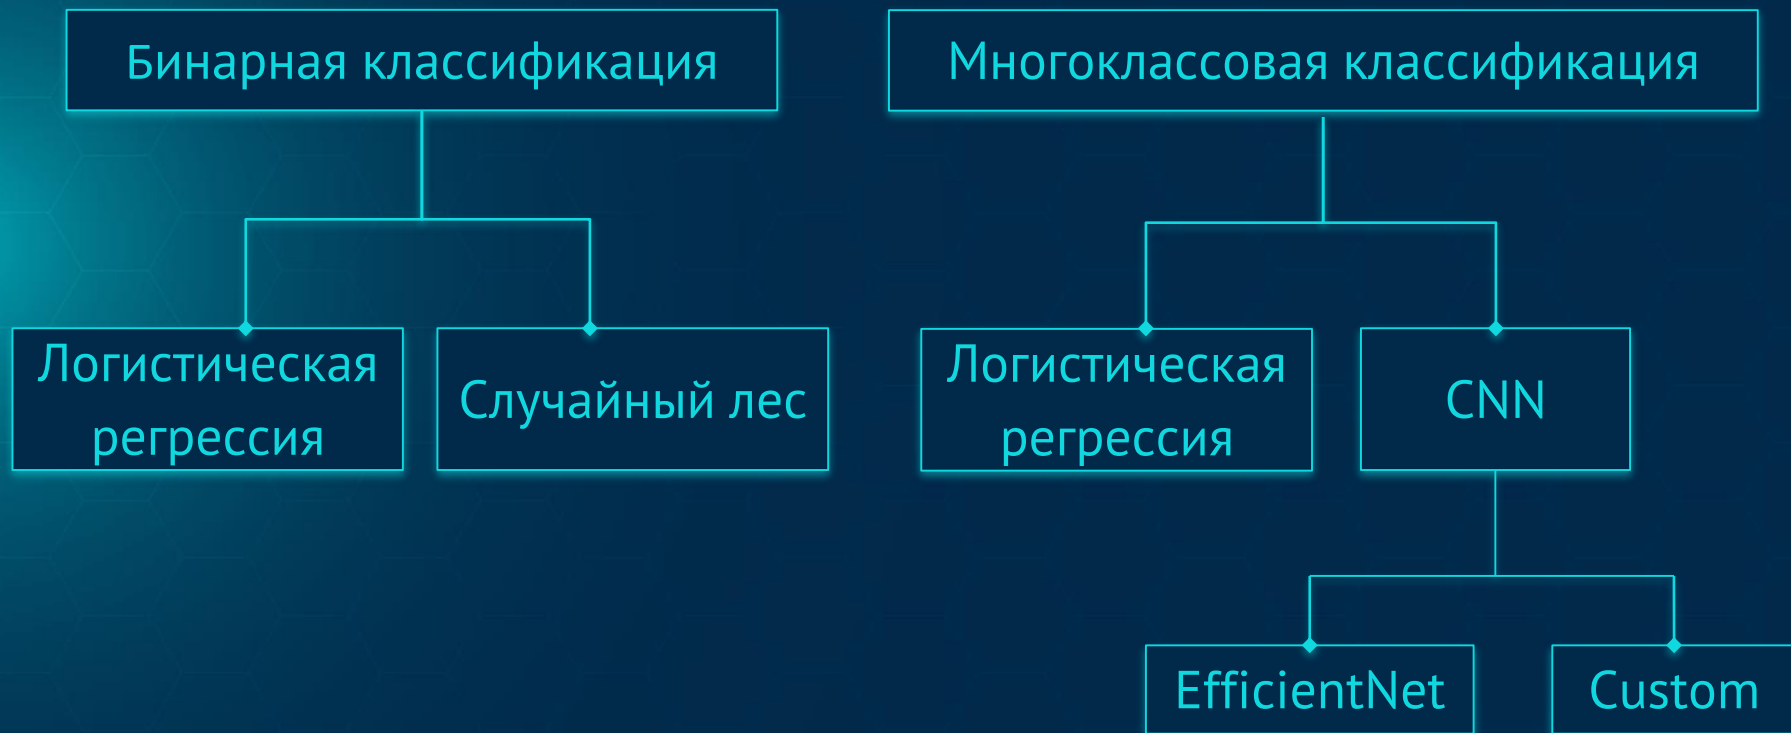 Бинарная классификация
Многоклассовая классификация
Логистическая
регрессия
Случайный лес
Логистическая
регрессия
CNN
EfficientNet
Custom